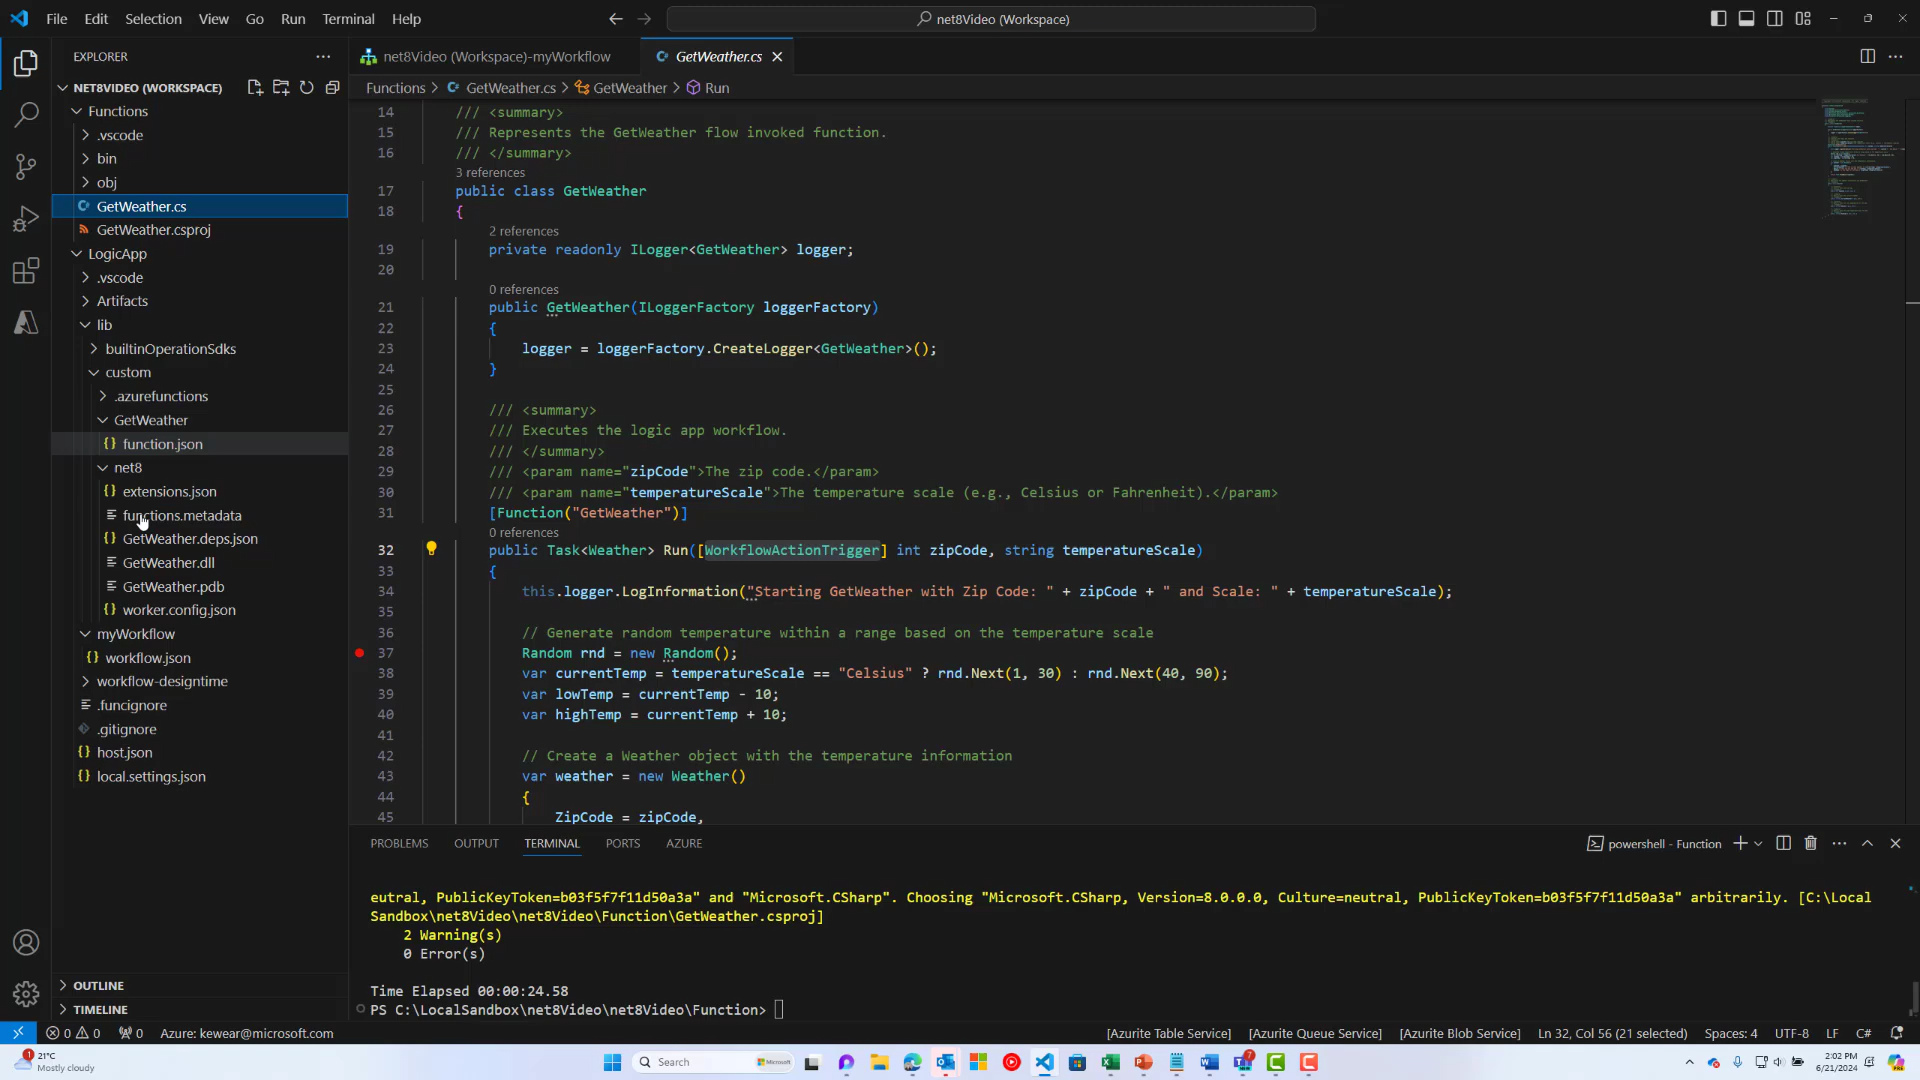 File Edit Selection View Go Run Terminal Help
net8Video (Workspace)
EXPLORER
NET8VIDEO (WORKSPACE)
Functions
.vscode
bin
obj
GetWeather.cs
GetWeather.csproj
LogicApp
.vscode
Artifacts
lib
builtinOperationSdks
custom
.azurefunctions
GetWeather
function.json
net8
extensions.json
functions.metadata
GetWeather.deps.json
GetWeather.dll
GetWeather.pdb
worker.config.json
myWorkflow
workflow.json
workflow-designtime
.funcignore
.gitignore
host.json
local.settings.json
OUTLINE
TIMELINE
net8Video (Workspace)-myWorkflow
GetWeather.cs
Functions > GetWeather.cs > GetWeather > Run
14 /// <summary>
15 /// Represents the GetWeather flow invoked function.
16 /// </summary>
3 references
17 public class GetWeather
18 {
2 references
19 private readonly ILogger<GetWeather> logger;
20
0 references
21 public GetWeather(ILoggerFactory loggerFactory)
22 {
23 logger = loggerFactory.CreateLogger<GetWeather>();
24 }
25
26 /// <summary>
27 /// Executes the logic app workflow.
28 /// </summary>
29 /// <param name="zipCode">The zip code.</param>
30 /// <param name="temperatureScale">The temperature scale (e.g., Celsius or Fahrenheit).</param>
31 [Function("GetWeather")]
0 references
32 public Task<Weather> Run([WorkflowActionTrigger] int zipCode, string temperatureScale)
33 {
34 this.logger.LogInformation("Starting GetWeather with Zip Code: " + zipCode + " and Scale: " + temperatureScale);
35
36 // Generate random temperature within a range based on the temperature scale
37 Random rnd = new Random();
38 var currentTemp = temperatureScale == "Celsius" ? rnd.Next(1, 30) : rnd.Next(40, 90);
39 var lowTemp = currentTemp - 10;
40 var highTemp = currentTemp + 10;
41
42 // Create a Weather object with the temperature information
43 var weather = new Weather()
44 {
45 ZipCode = zipCode,
PROBLEMS OUTPUT TERMINAL PORTS AZURE
powershell - Function
eutral, PublicKeyToken=b03f5f7f11d50a3a" and "Microsoft.CSharp". Choosing "Microsoft.CSharp, Version=8.0.0.0, Culture=neutral, PublicKeyToken=b03f5f7f11d50a3a" arbitrarily. [C:\Local
Sandbox\net8Video\net8Video\Function\GetWeather.csproj]
2 Warning(s)
0 Error(s)
Time Elapsed 00:00:24.58
PS C:\LocalSandbox\net8Video\net8Video\Function>
0 0 0 Azure: kewear@microsoft.com
[Azurite Table Service] [Azurite Queue Service] [Azurite Blob Service] Ln 32, Col 56 (21 selected) Spaces: 4 UTF-8 LF C#
1 21°C
Mostly cloudy
Search
Microsoft
7
2:02 PM
6/21/2024